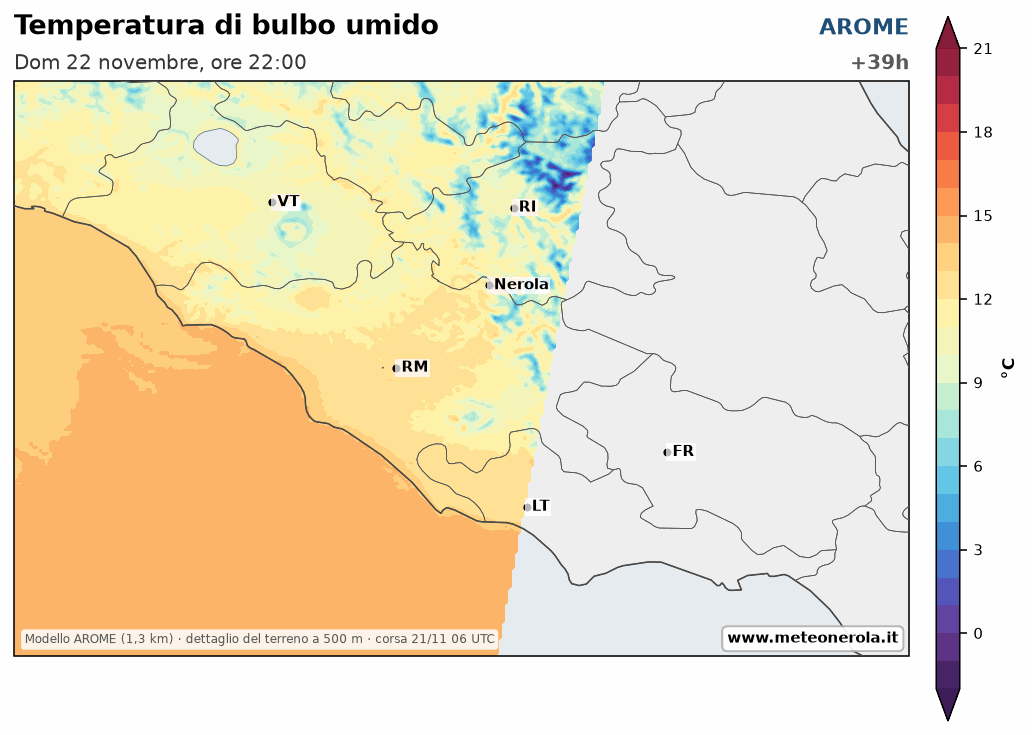 Temperatura di bulbo umido
AROME
Dom 22 novembre, ore 22:00
+39h
VT
RI
Nerola
RM
FR
LT
Modello AROME (1,3 km) · dettaglio del terreno a 500 m · corsa 21/11 06 UTC
www.meteonerola.it
21
18
15
12
9
6
3
0
°C